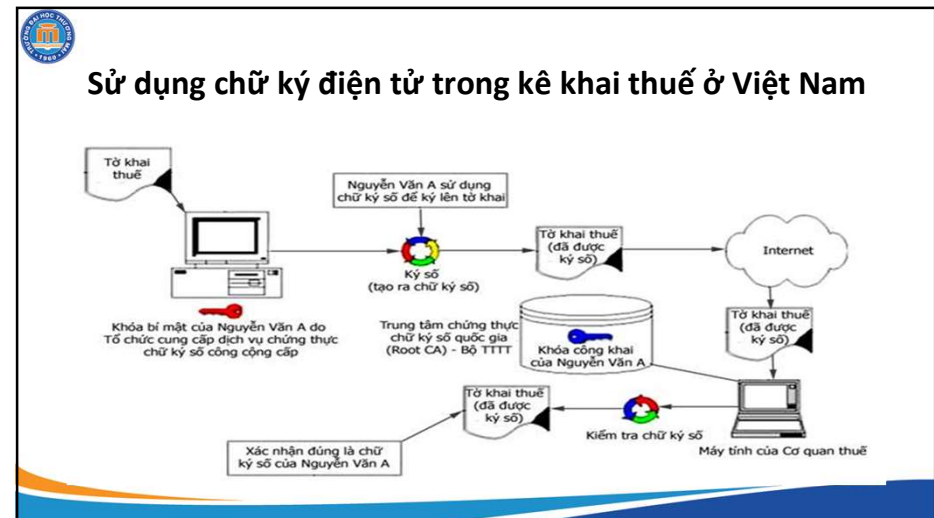 TRƯỜNG ĐẠI HỌC THƯƠNG MẠI
1960
Sử dụng chữ ký điện tử trong kê khai thuế ở Việt Nam
Tờ khai
thuế
Nguyễn Văn A sử dụng
chữ ký số để ký lên tờ khai
Ký số
(tạo ra chữ ký số)
Tờ khai thuế
(đã được
ký số)
Internet
Khóa bí mật của Nguyễn Văn A do
Tổ chức cung cấp dịch vụ chứng thực
chữ ký số công cộng cấp
Trung tâm chứng thực
chữ ký số quốc gia
(Root CA) - Bộ TTTT
Khóa công khai
của Nguyễn Văn A
Tờ khai thuế
(đã được
ký số)
Tờ khai thuế
(đã được
ký số)
Kiểm tra chữ ký số
Máy tính của Cơ quan thuế
Xác nhận đúng là chữ
ký số của Nguyễn Văn A